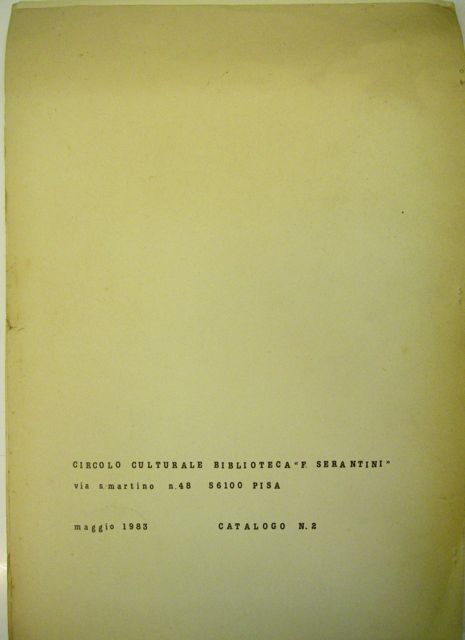 CIRCOLO CULTURALE BIBLIOTECA "F. SERANTINI"
via s.martino n.48 56100 PISA
maggio 1983 CATALOGO N.2